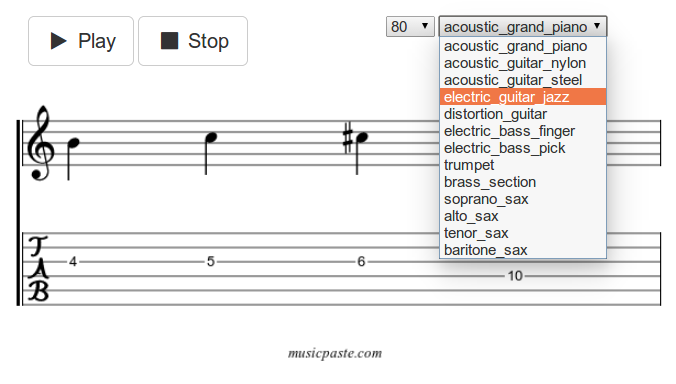 Play Stop 80 acoustic_grand_piano
acoustic_grand_piano
acoustic_guitar_nylon
acoustic_guitar_steel
electric_guitar_jazz
distortion_guitar
electric_bass_finger
electric_bass_pick
trumpet
brass_section
soprano_sax
alto_sax
tenor_sax
baritone_sax
T
A
B
4 5 6
10
musicpaste.com